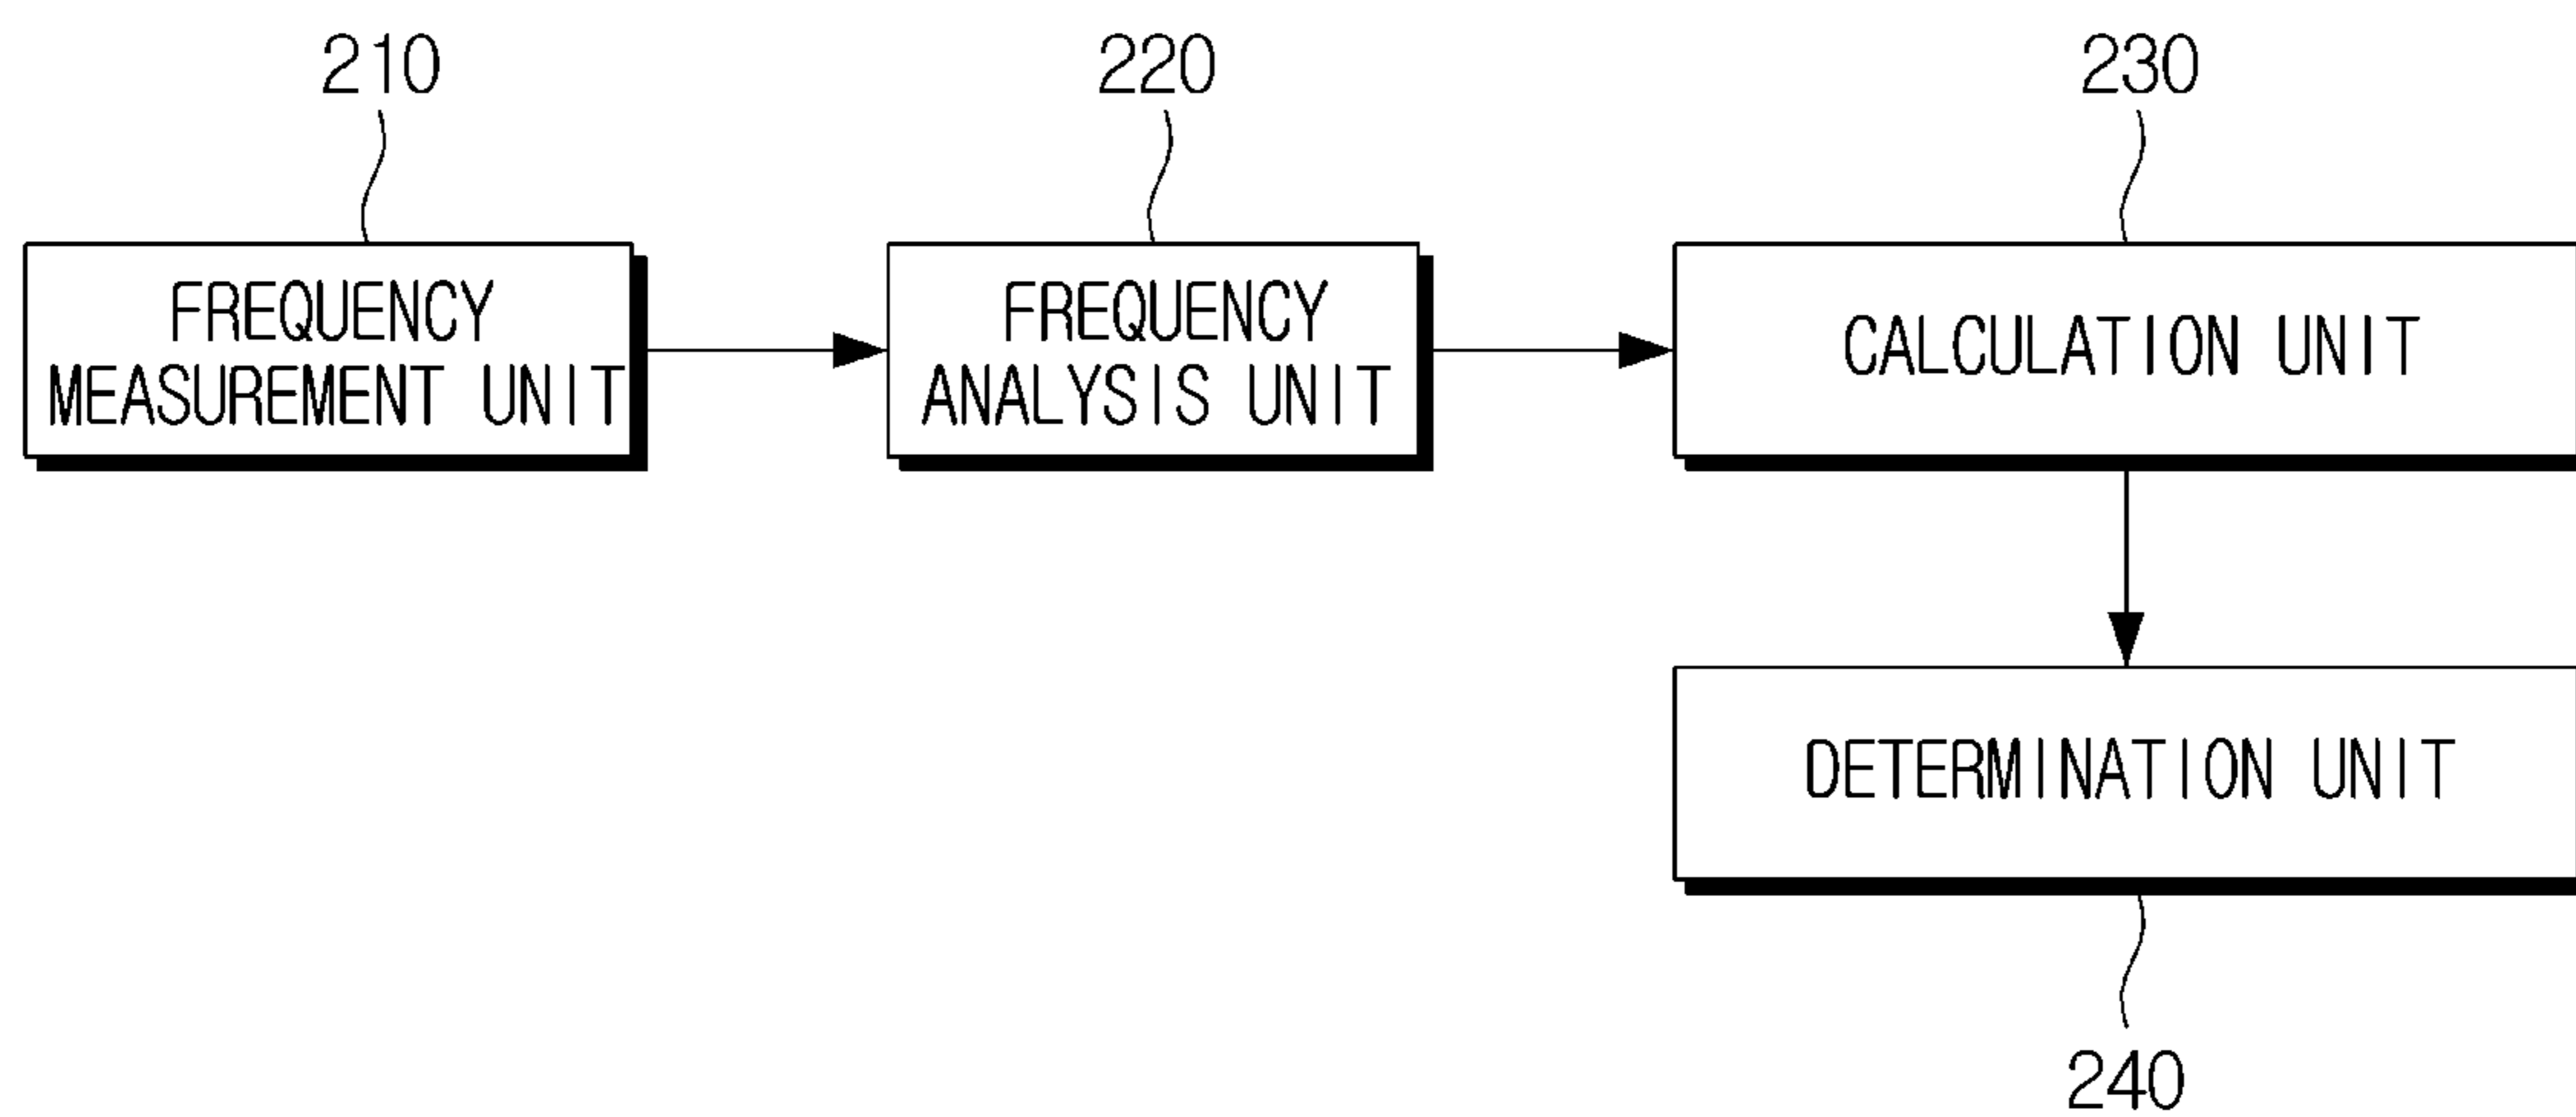 210
220
230
FREQUENCY
MEASUREMENT UNIT
FREQUENCY
ANALYSIS UNIT
CALCULATION UNIT
DETERMINATION UNIT
240